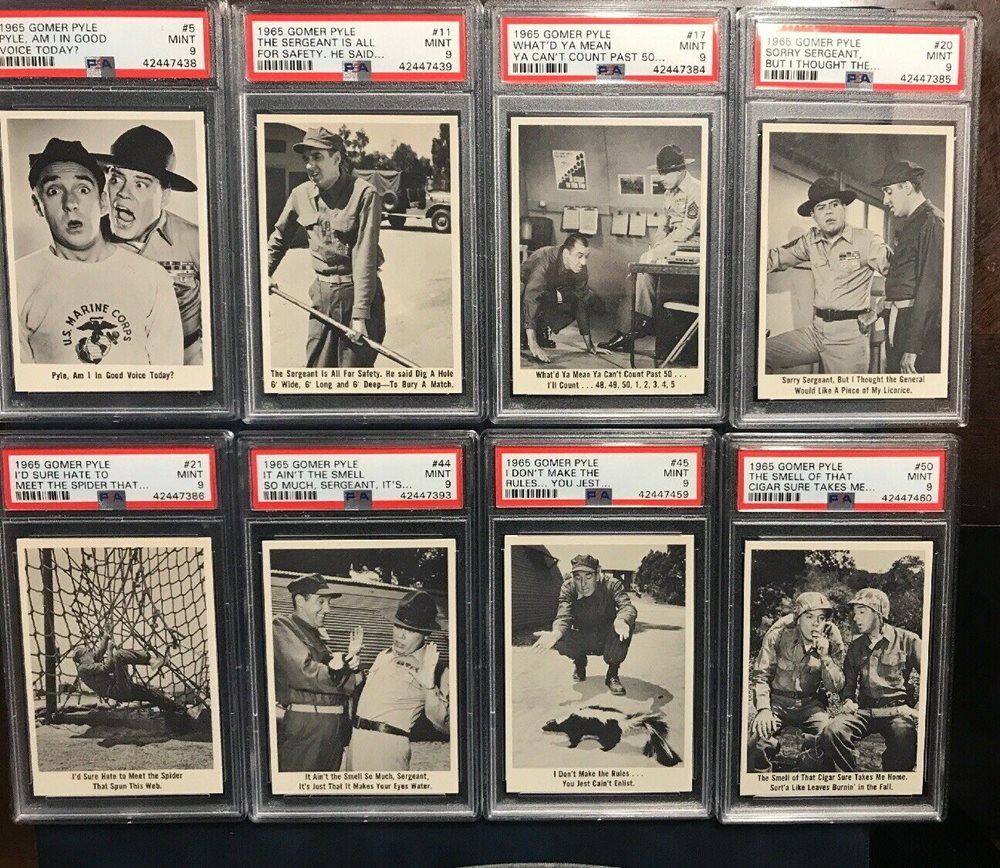 1965 GOMER PYLE #5
PYLE, AM I IN GOOD MINT
VOICE TODAY? 9
PSA 42447438
1965 GOMER PYLE #11
THE SERGEANT IS ALL MINT
FOR SAFETY. HE SAID... 9
PSA 42447439
1965 GOMER PYLE #17
WHAT'D YA MEAN MINT
YA CAN'T COUNT PAST 50... 9
PSA 42447384
1965 GOMER PYLE #20
SORRY SERGEANT, MINT
BUT I THOUGHT THE... 9
PSA 42447385
U.S. MARINE CORPS
Pyle, Am I In Good Voice Today?
The Sergeant Is All For Safety. He said Dig A Hole
6' Wide, 6' Long and 6' Deep—To Bury A Match.
What'd Ya Mean Ya Can't Count Past 50 ...
I'll Count ... 48, 49, 50, 1, 2, 3, 4, 5
Sorry Sergeant, But I Thought the General
Would Like A Piece of My Licorice.
1965 GOMER PYLE #21
I'D SURE HATE TO MINT
MEET THE SPIDER THAT... 9
PSA 42447386
1965 GOMER PYLE #44
IT AIN'T THE SMELL MINT
SO MUCH, SERGEANT, IT'S... 9
PSA 42447393
1965 GOMER PYLE #45
I DON'T MAKE THE MINT
RULES... YOU JEST... 9
PSA 42447459
1965 GOMER PYLE #50
THE SMELL OF THAT MINT
CIGAR SURE TAKES ME... 9
PSA 42447460
I'd Sure Hate to Meet the Spider
That Spun This Web.
It Ain't the Smell So Much, Sergeant,
It's Just That It Makes Your Eyes Water.
I Don't Make the Rules ...
You Jest Cain't Enlist.
The Smell of That Cigar Sure Takes Me Home.
Sort'a Like Leaves Burnin' in the Fall.